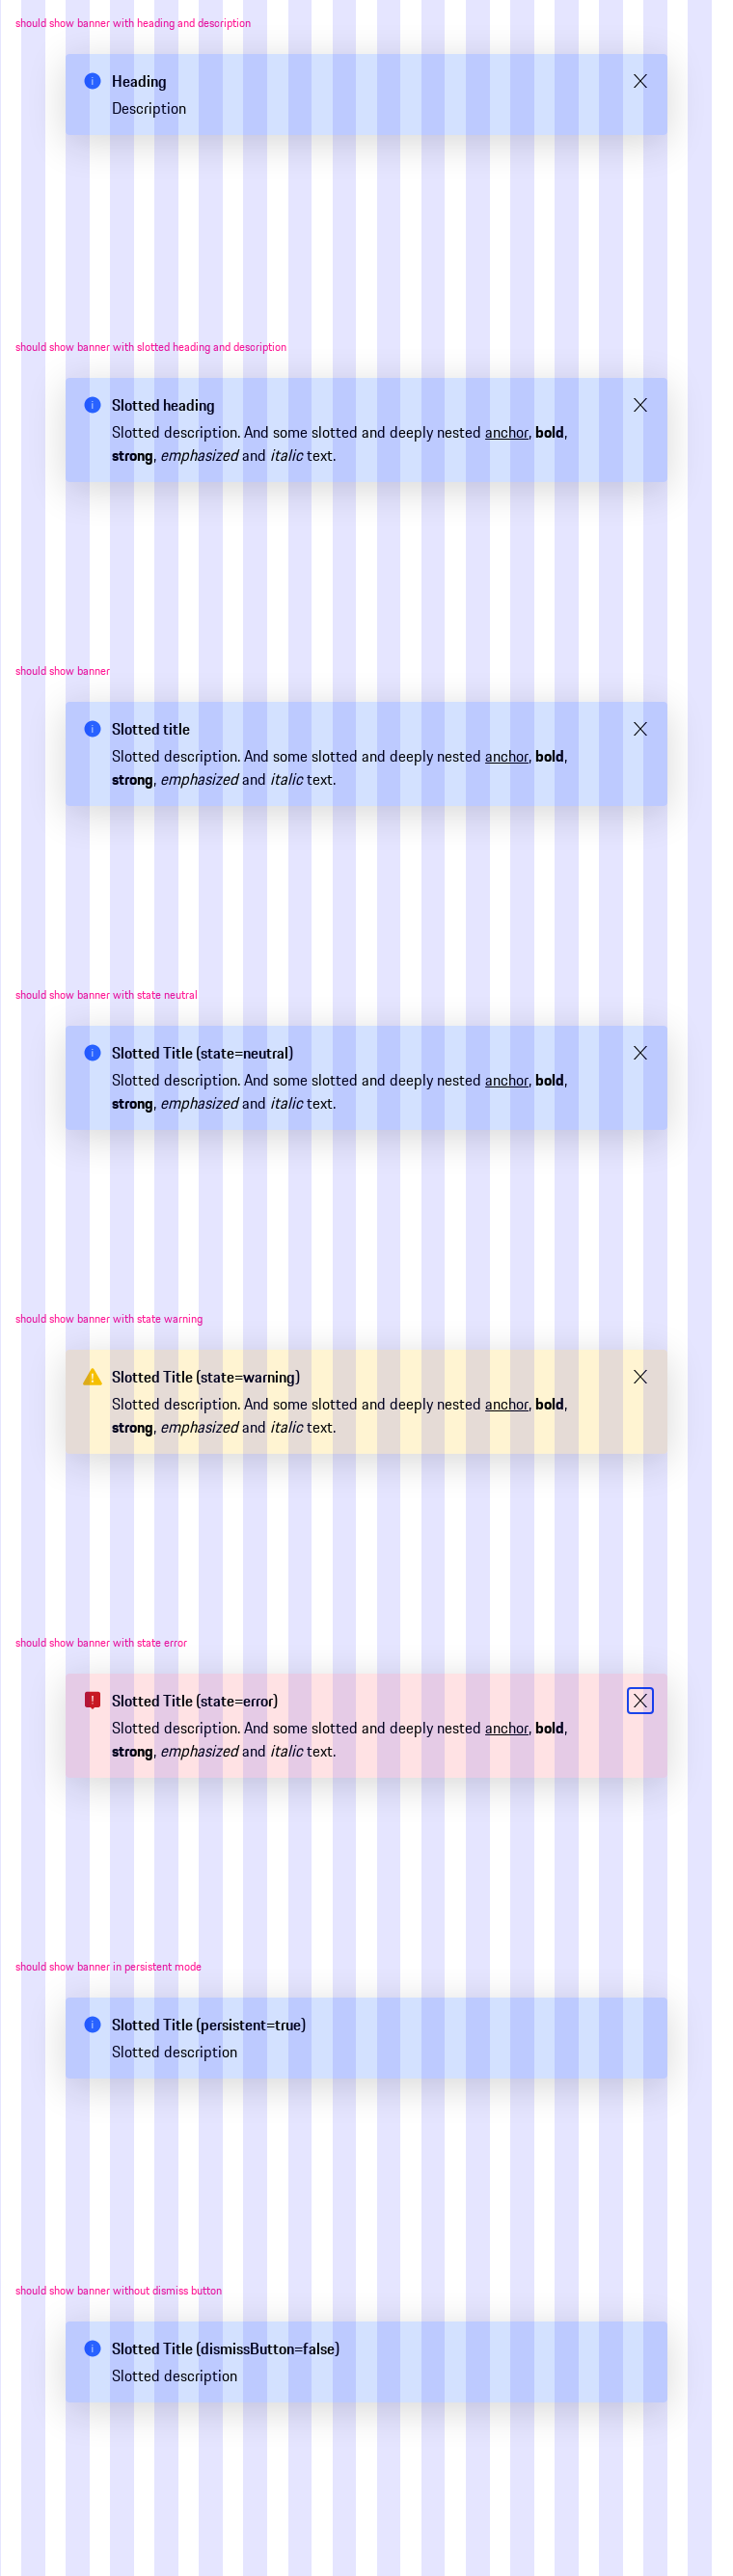 should show banner with heading and description
Heading
Description
should show banner with slotted heading and description
Slotted heading
Slotted description. And some slotted and deeply nested anchor, bold,
strong, emphasized and italic text.
should show banner
Slotted title
Slotted description. And some slotted and deeply nested anchor, bold,
strong, emphasized and italic text.
should show banner with state neutral
Slotted Title (state=neutral)
Slotted description. And some slotted and deeply nested anchor, bold,
strong, emphasized and italic text.
should show banner with state warning
Slotted Title (state=warning)
Slotted description. And some slotted and deeply nested anchor, bold,
strong, emphasized and italic text.
should show banner with state error
Slotted Title (state=error)
Slotted description. And some slotted and deeply nested anchor, bold,
strong, emphasized and italic text.
should show banner in persistent mode
Slotted Title (persistent=true)
Slotted description
should show banner without dismiss button
Slotted Title (dismissButton=false)
Slotted description